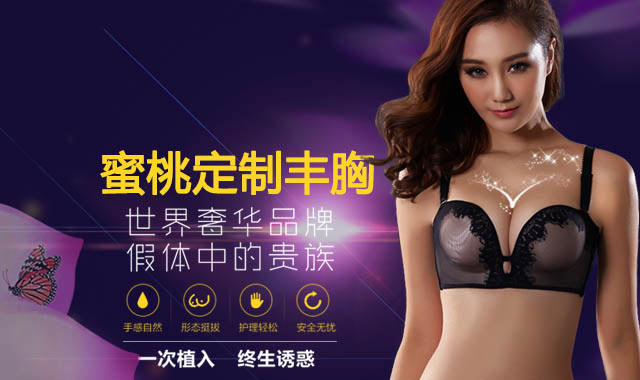 蜜桃定制丰胸
世界奢华品牌
假体中的贵族
手感自然 形态挺拔 护理轻松 安全无忧
一次植入 终生诱惑